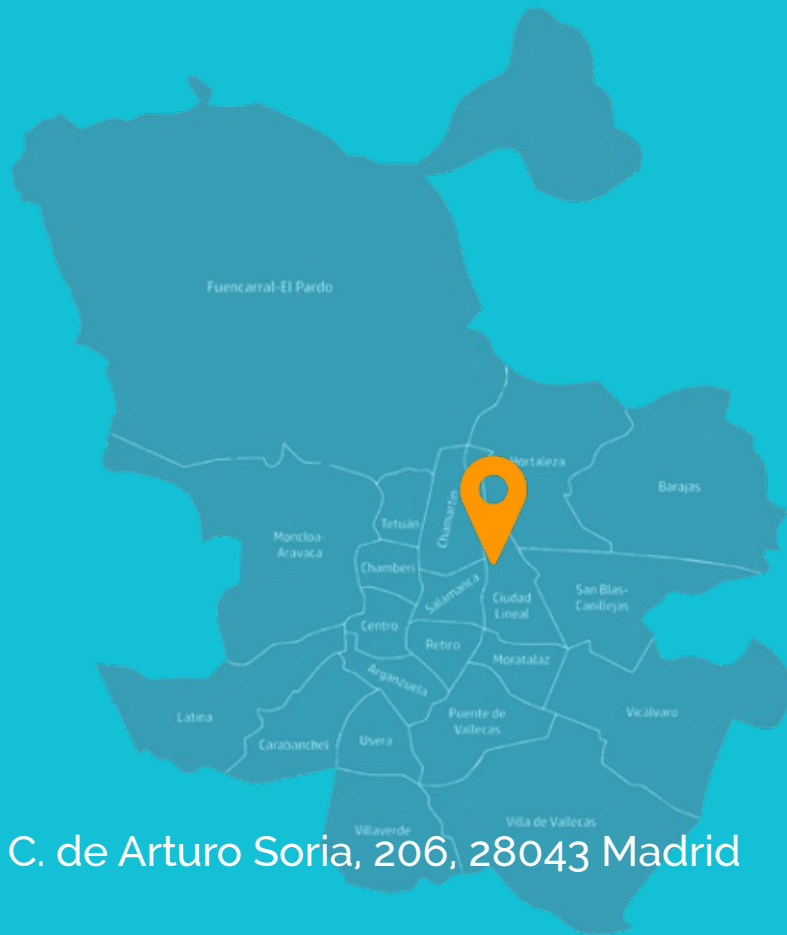 Fuencarral-El Pardo
Hortaleza
Barajas
Chamartín
Tetuán
Moncloa-
Aravaca
Chamberí
Salamanca
Ciudad
Lineal
San Blas-
Canillejas
Centro
Retiro
Moratalaz
Arganzuela
Latina
Carabanchel
Usera
Puente de
Vallecas
Vicálvaro
Villaverde
Villa de Vallecas
C. de Arturo Soria, 206, 28043 Madrid